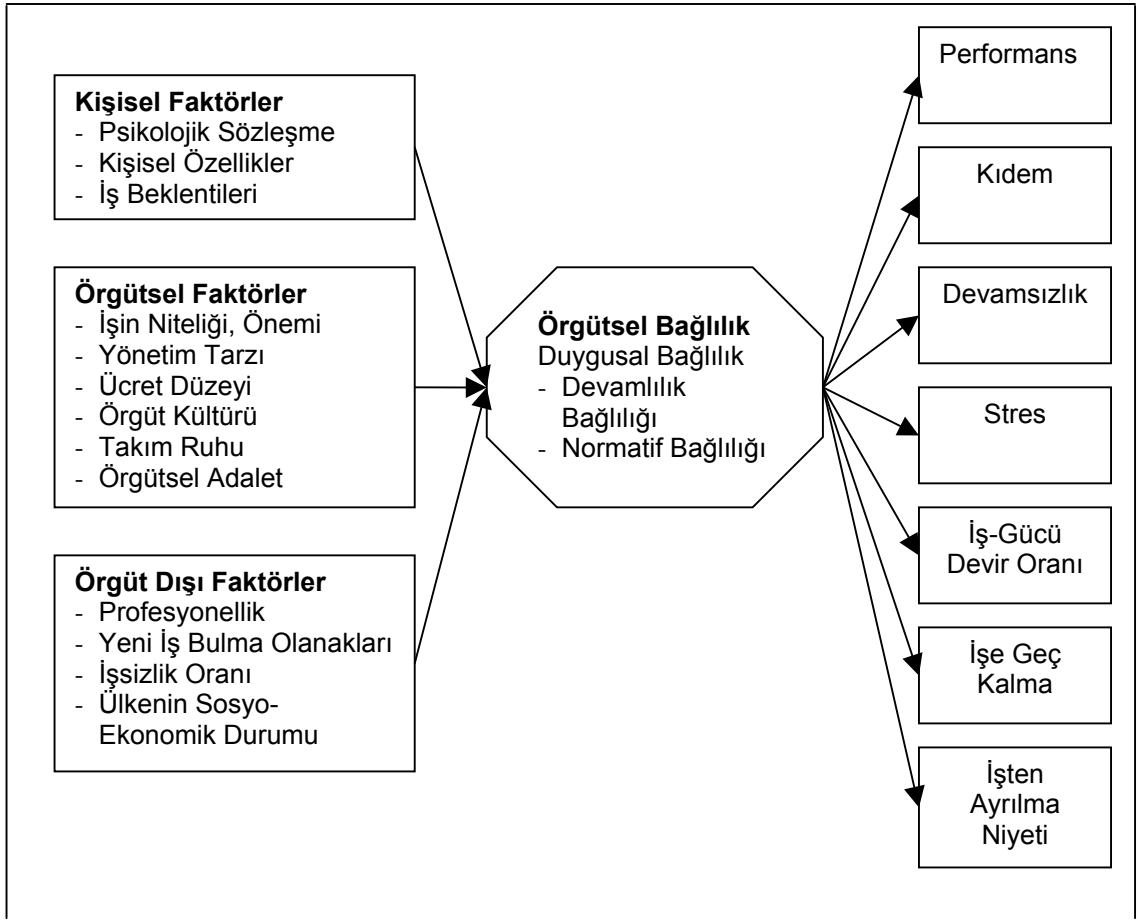 Kişisel Faktörler
- Psikolojik Sözleşme
- Kişisel Özellikler
- İş Beklentileri
Örgütsel Faktörler
- İşin Niteliği, Önemi
- Yönetim Tarzı
- Ücret Düzeyi
- Örgüt Kültürü
- Takım Ruhu
- Örgütsel Adalet
Örgüt Dışı Faktörler
- Profesyonellik
- Yeni İş Bulma Olanakları
- İşsizlik Oranı
- Ülkenin Sosyo-
Ekonomik Durumu
Örgütsel Bağlılık
Duygusal Bağlılık
- Devamlılık
Bağlılığı
- Normatif Bağlılığı
Performans
Kıdem
Devamsızlık
Stres
İş-Gücü
Devir Oranı
İşe Geç
Kalma
İşten
Ayrılma
Niyeti